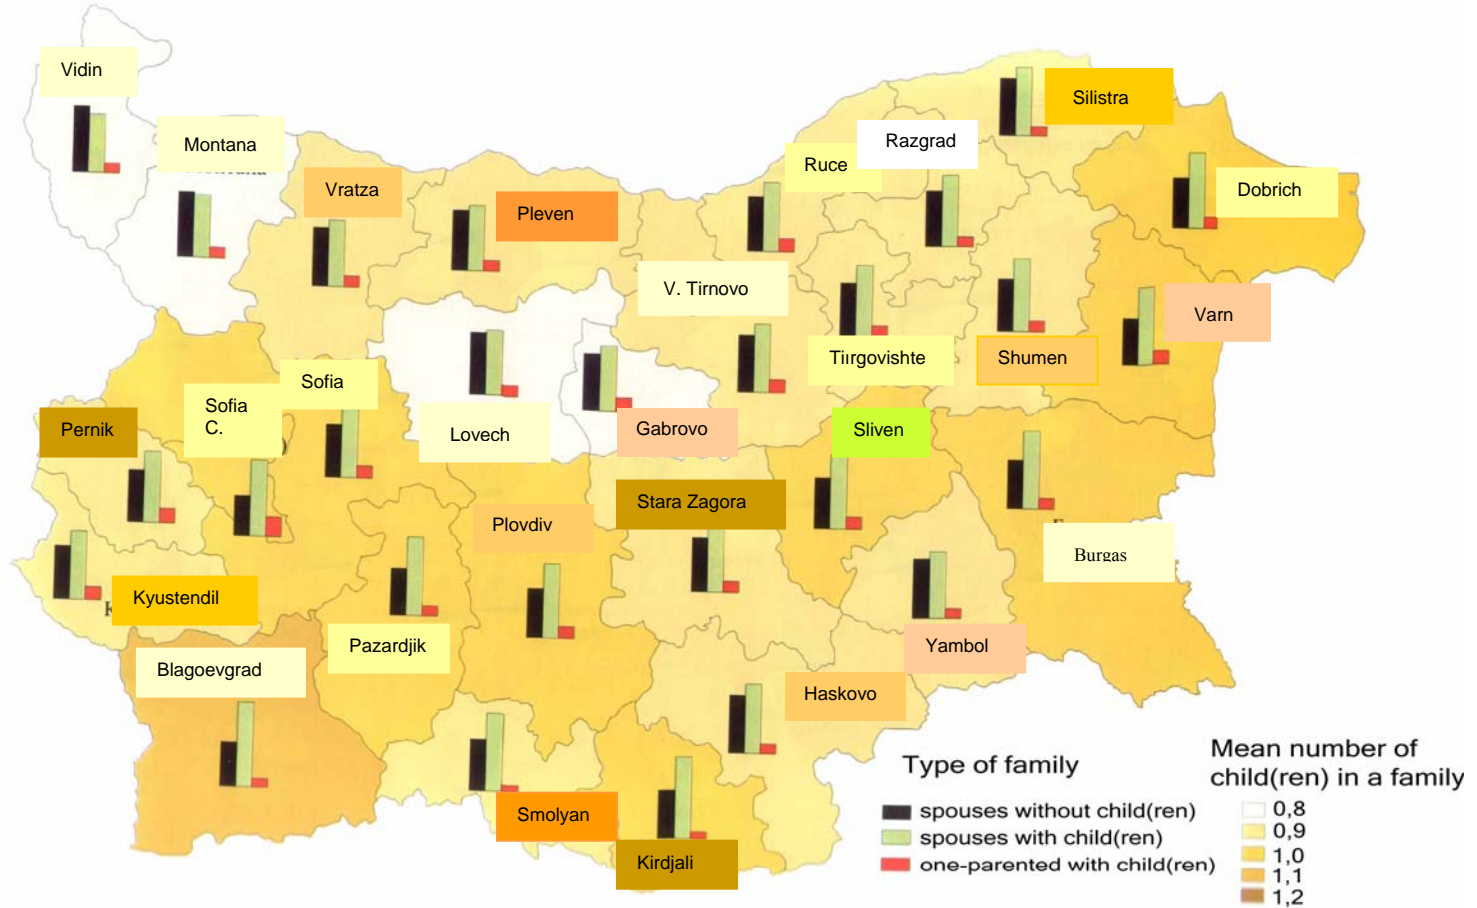 Vidin
Montana
Silistra
Razgrad
Ruce
Dobrich
Vratza
Pleven
V. Tirnovo
Varn
Tiırgovishte
Shumen
Sofia
Sofia
C.
Pernik
Lovech
Gabrovo
Sliven
Stara Zagora
Plovdiv
Burgas
Kyustendil
Pazardjik
Yambol
Blagoevgrad
Haskovo
Smolyan
Kirdjali
Type of family
spouses without child(ren)
spouses with child(ren)
one-parented with child(ren)
Mean number of
child(ren) in a family
0,8
0,9
1,0
1,1
1,2